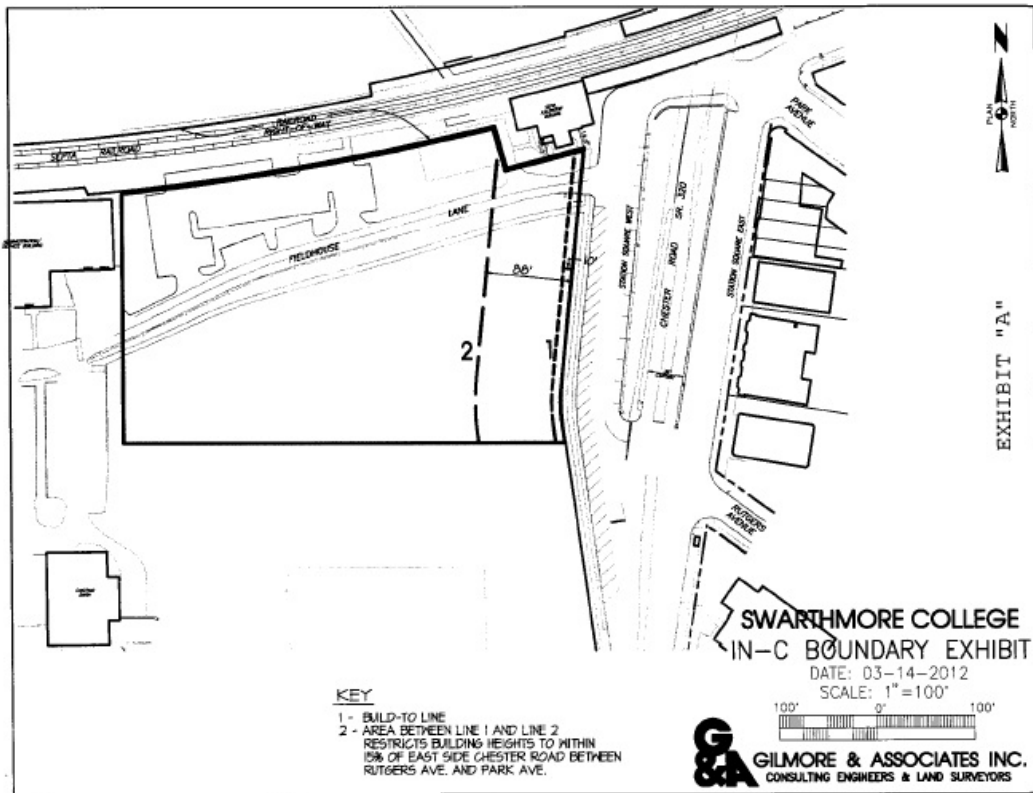 RAILROAD
RIGHT-OF-WAY
SEPTA RAILROAD
PARK
AVENUE
N
PLAN
NORTH
LANE
FIELDHOUSE
STATION SQUARE WEST
CHESTER ROAD SR. 320
STATION SQUARE EAST
88'
10'
2
1
EXHIBIT "A"
RUTGERS
AVENUE
SWARTHMORE COLLEGE
IN-C BOUNDARY EXHIBIT
DATE: 03-14-2012
SCALE: 1"=100'
100' 0' 100'
KEY
1 - BUILD-TO LINE
2 - AREA BETWEEN LINE 1 AND LINE 2
RESTRICTS BUILDING HEIGHTS TO WITHIN
15% OF EAST SIDE CHESTER ROAD BETWEEN
RUTGERS AVE. AND PARK AVE.
G
&A
GILMORE & ASSOCIATES INC.
CONSULTING ENGINEERS & LAND SURVEYORS